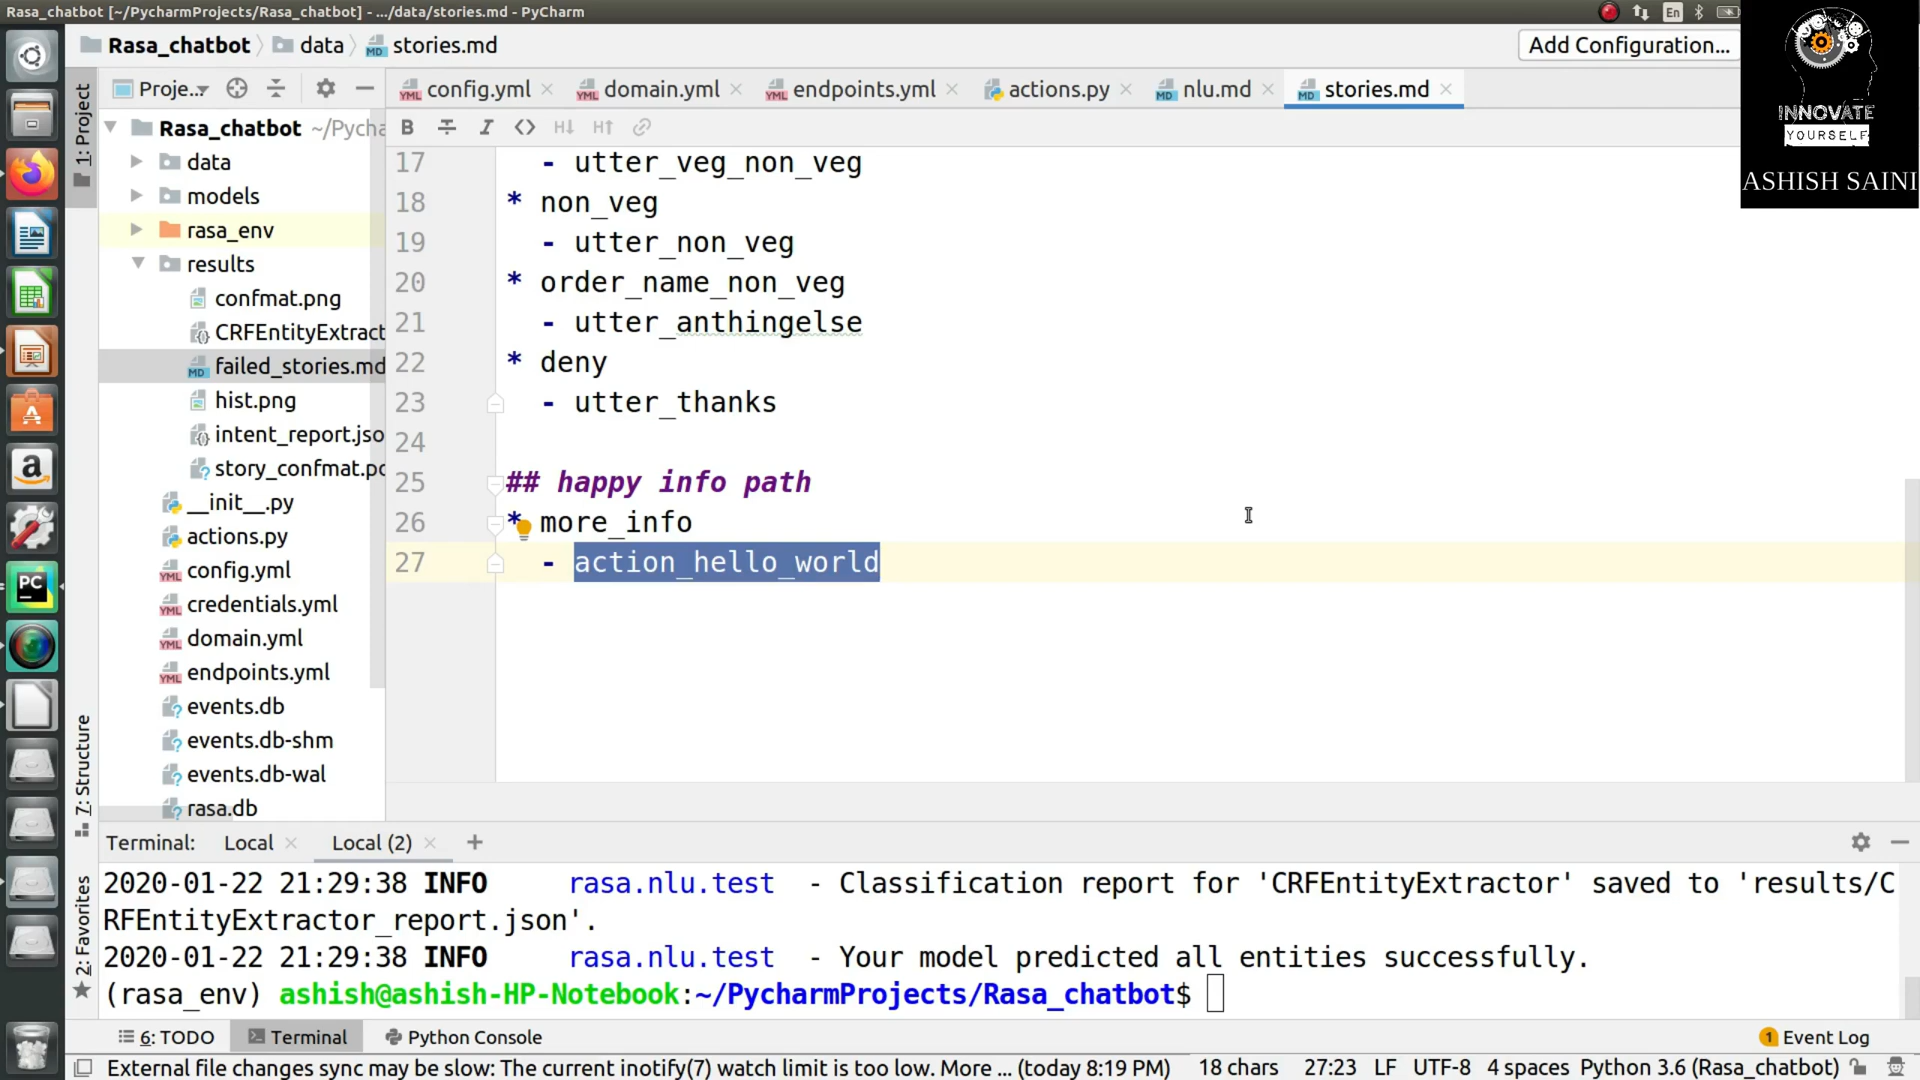 Rasa_chatbot [~/PycharmProjects/Rasa_chatbot] - .../data/stories.md - PyCharm
En
Rasa_chatbot
data
stories.md
Add Configuration...
INNOVATE
YOURSELF
ASHISH SAINI
1: Project
Proje...
config.yml
domain.yml
endpoints.yml
actions.py
nlu.md
stories.md
Rasa_chatbot ~/Pycha
data
models
rasa_env
results
confmat.png
CRFEntityExtract
failed_stories.md
hist.png
intent_report.jso
story_confmat.pd
__init__.py
actions.py
config.yml
credentials.yml
domain.yml
endpoints.yml
events.db
events.db-shm
events.db-wal
rasa.db
7: Structure
2: Favorites
17 - utter_veg_non_veg
18 * non_veg
19 - utter_non_veg
20 * order_name_non_veg
21 - utter_anthingelse
22 * deny
23 - utter_thanks
24
25 ## happy info path
26 * more_info
27 - action_hello_world
Terminal: Local Local (2) +
2020-01-22 21:29:38 INFO rasa.nlu.test - Classification report for 'CRFEntityExtractor' saved to 'results/C
RFEntityExtractor_report.json'.
2020-01-22 21:29:38 INFO rasa.nlu.test - Your model predicted all entities successfully.
(rasa_env) ashish@ashish-HP-Notebook:~/PycharmProjects/Rasa_chatbot$
6: TODO
Terminal
Python Console
1 Event Log
External file changes sync may be slow: The current inotify(7) watch limit is too low. More ... (today 8:19 PM)
18 chars
27:23
LF
UTF-8
4 spaces
Python 3.6 (Rasa_chatbot)